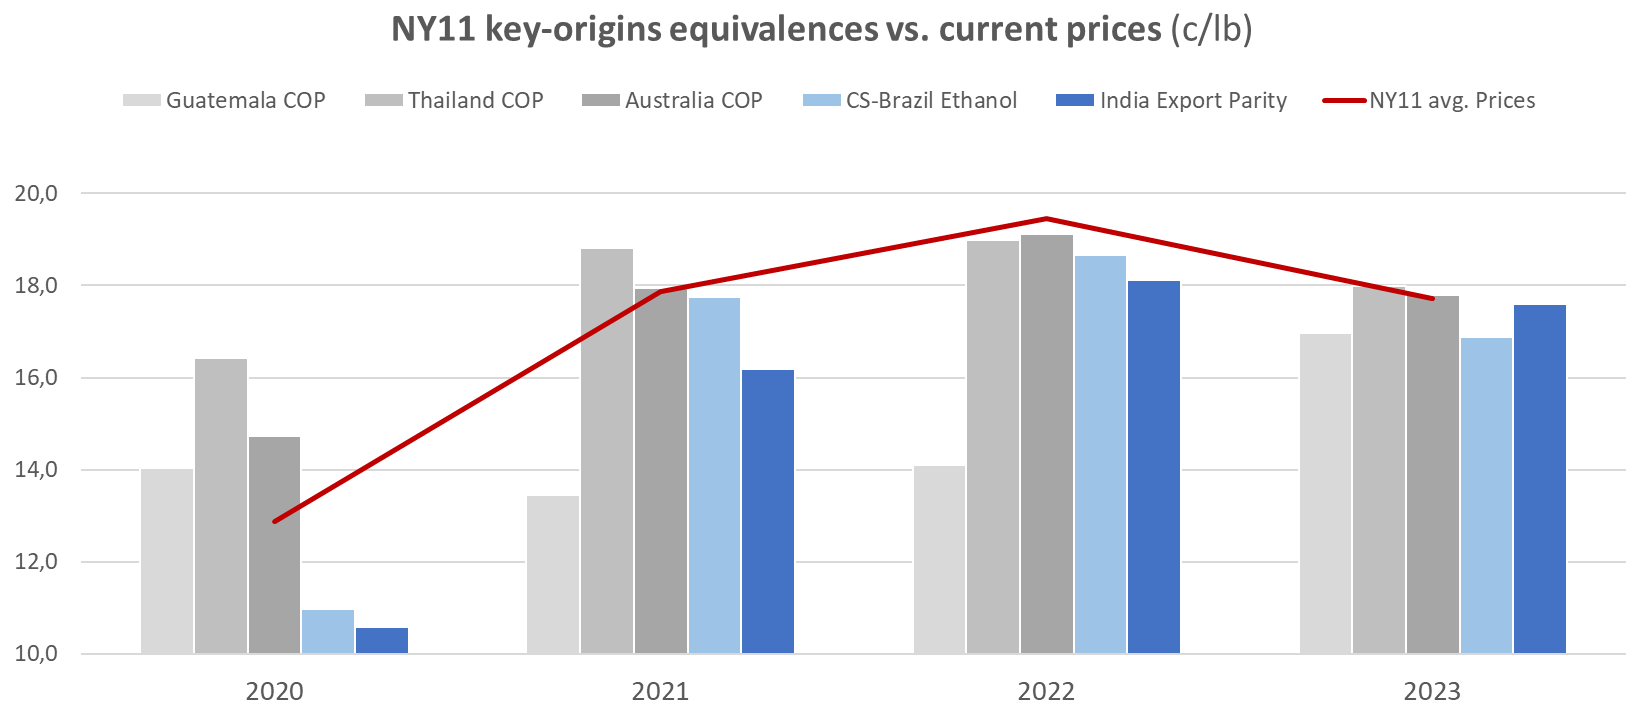 NY11 key-origins equivalences vs. current prices (c/lb)
Guatemala COP Thailand COP Australia COP CS-Brazil Ethanol India Export Parity NY11 avg. Prices
20,0
18,0
16,0
14,0
12,0
10,0
2020 2021 2022 2023